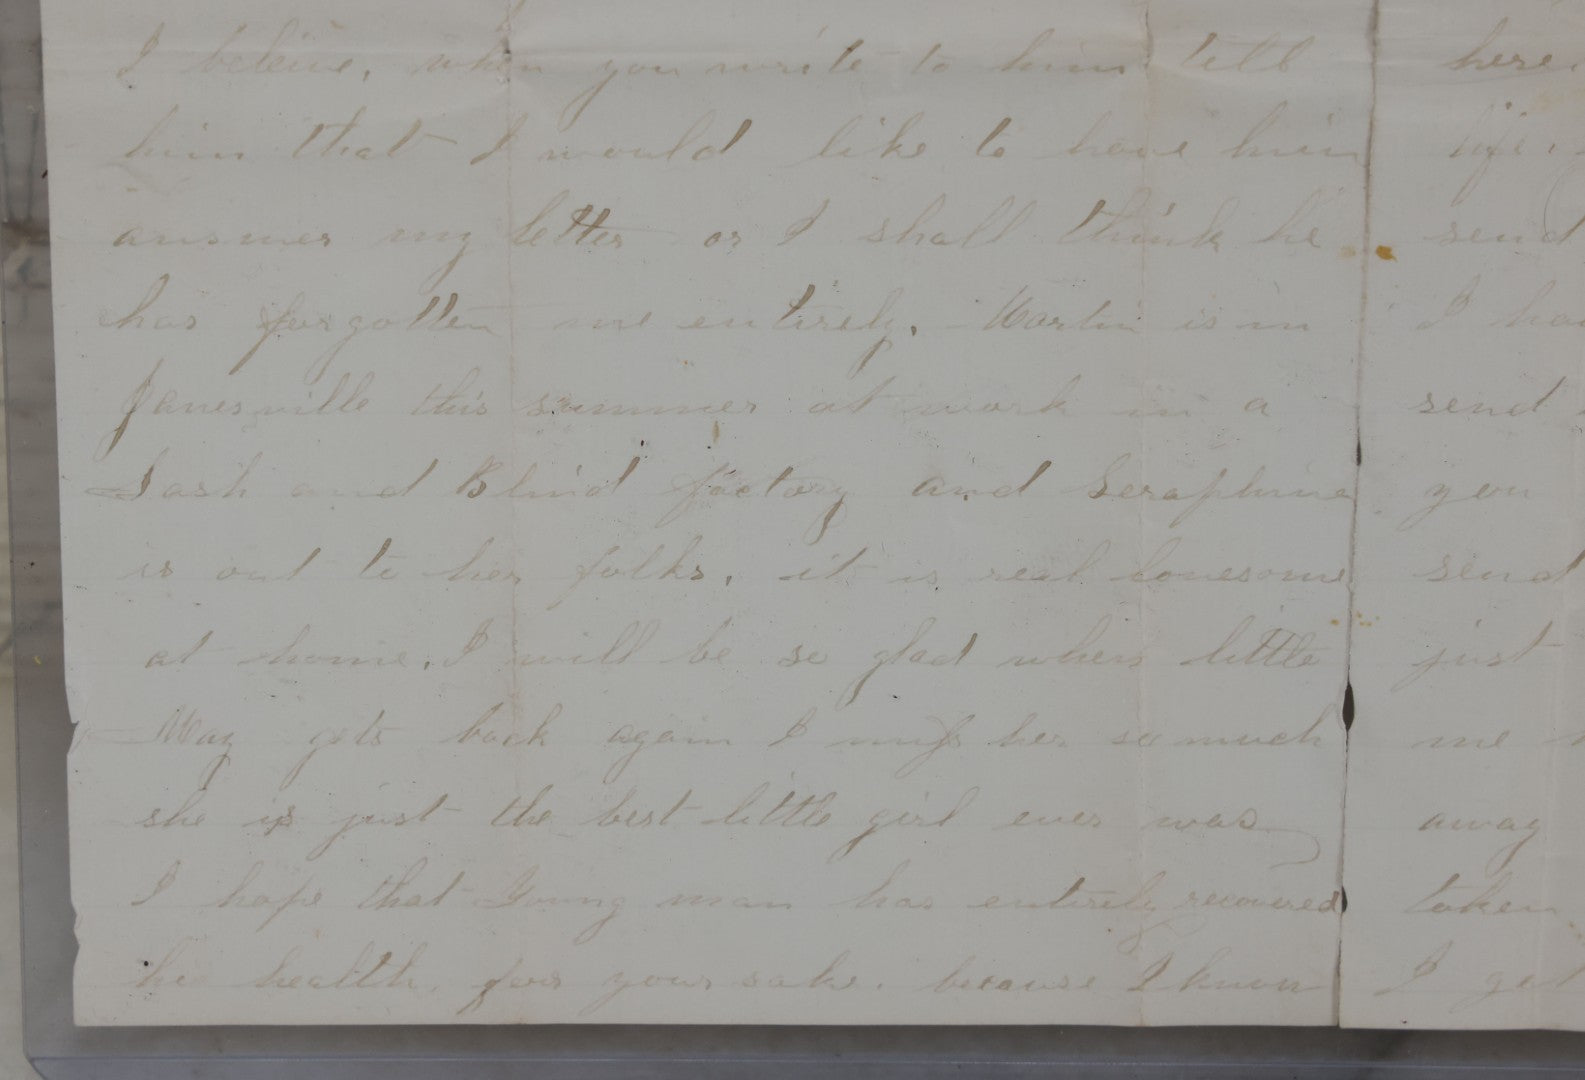 I beleive, when you write to him tell
him that I would like to have him
answer my letter or I shall think he
has forgotten me entirely. Martin is in
Janesville this summer at work in a
Sash and Blind factory and Seraphine
is out to her folks. it is real lonesome
at home. I will be so glad when little
May gets back again I miss her so much
she is just the best little girl ever was
I hope that Young man has entirely recovered
his health. for your sake. because I know
here.
life.
send
I
send
you
send
just
me
away
taken
I get